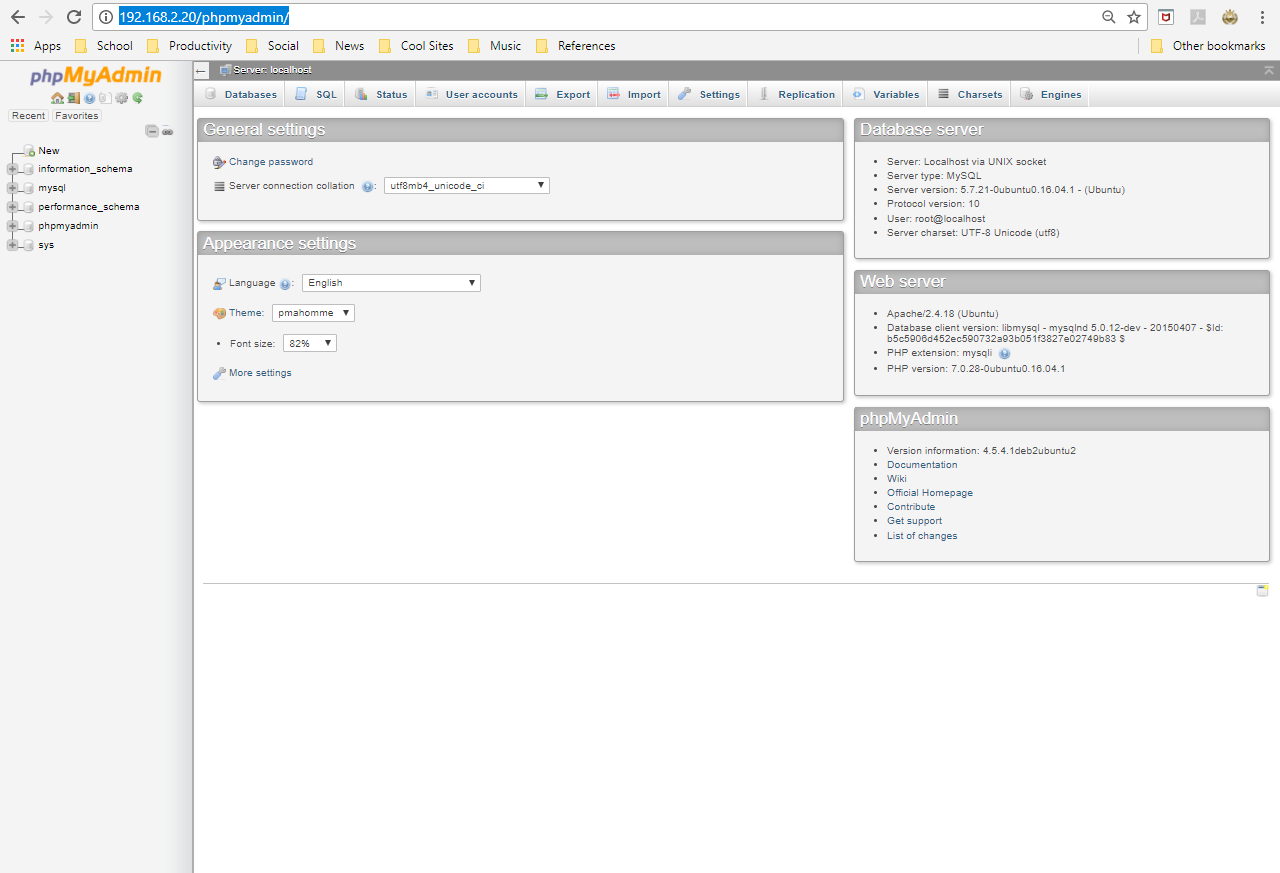 192.168.2.20/phpmyadmin/
Apps School Productivity Social News Cool Sites Music References Other bookmarks
phpMyAdmin
Recent Favorites
New
information_schema
mysql
performance_schema
phpmyadmin
sys
Server: localhost
Databases SQL Status User accounts Export Import Settings Replication Variables Charsets Engines
General settings
Change password
Server connection collation : utf8mb4_unicode_ci
Appearance settings
Language : English
Theme: pmahomme
Font size: 82%
More settings
Database server
Server: Localhost via UNIX socket
Server type: MySQL
Server version: 5.7.21-0ubuntu0.16.04.1 - (Ubuntu)
Protocol version: 10
User: root@localhost
Server charset: UTF-8 Unicode (utf8)
Web server
Apache/2.4.18 (Ubuntu)
Database client version: libmysql - mysqlnd 5.0.12-dev - 20150407 - $Id:
b5c5906d452ec590732a93b051f3827e02749b83 $
PHP extension: mysqli
PHP version: 7.0.28-0ubuntu0.16.04.1
phpMyAdmin
Version information: 4.5.4.1deb2ubuntu2
Documentation
Wiki
Official Homepage
Contribute
Get support
List of changes